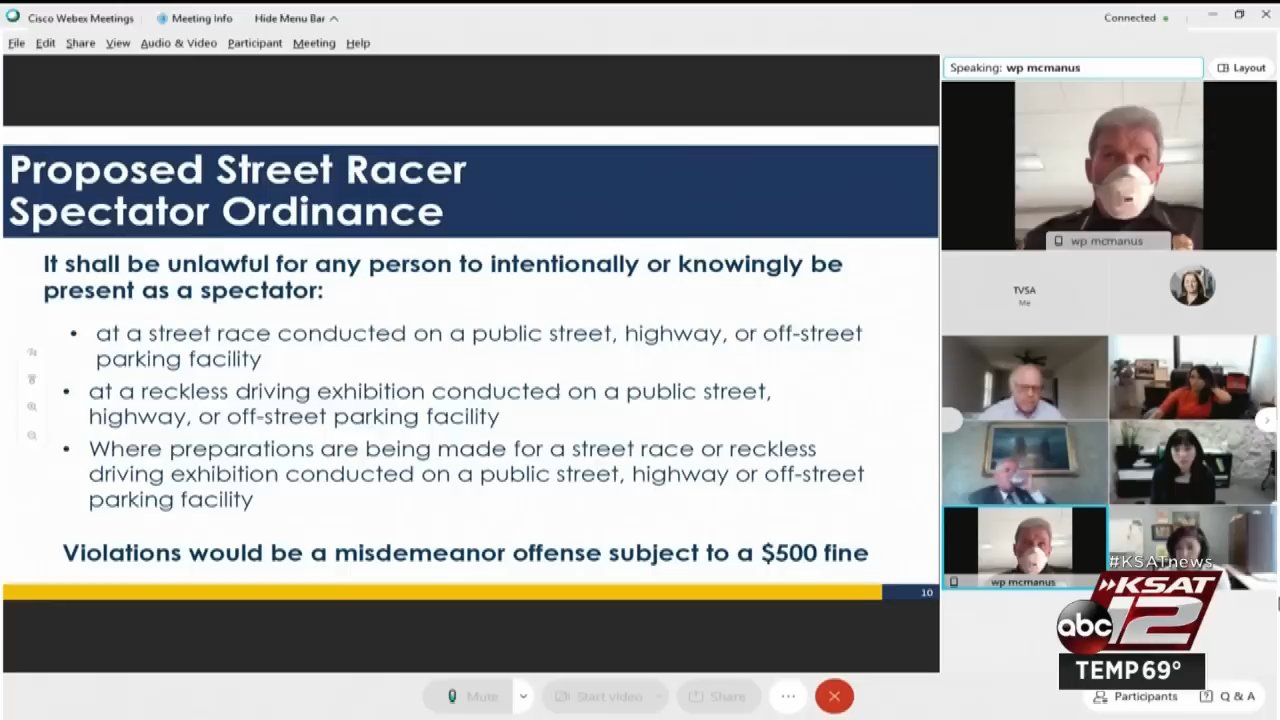 Cisco Webex Meetings
Meeting Info
Hide Menu Bar
Connected
File Edit Share View Audio & Video Participant Meeting Help
Speaking: wp mcmanus
Layout
Proposed Street Racer
Spectator Ordinance
It shall be unlawful for any person to intentionally or knowingly be
present as a spectator:
• at a street race conducted on a public street, highway, or off-street
parking facility
• at a reckless driving exhibition conducted on a public street,
highway, or off-street parking facility
• Where preparations are being made for a street race or reckless
driving exhibition conducted on a public street, highway or off-street
parking facility
Violations would be a misdemeanor offense subject to a $500 fine
10
wp mcmanus
TVSA
Me
wp mcmanus
#KSATnews
KSAT
abc 12
TEMP 69°
Mute
Start video
Share
Participants
Q & A